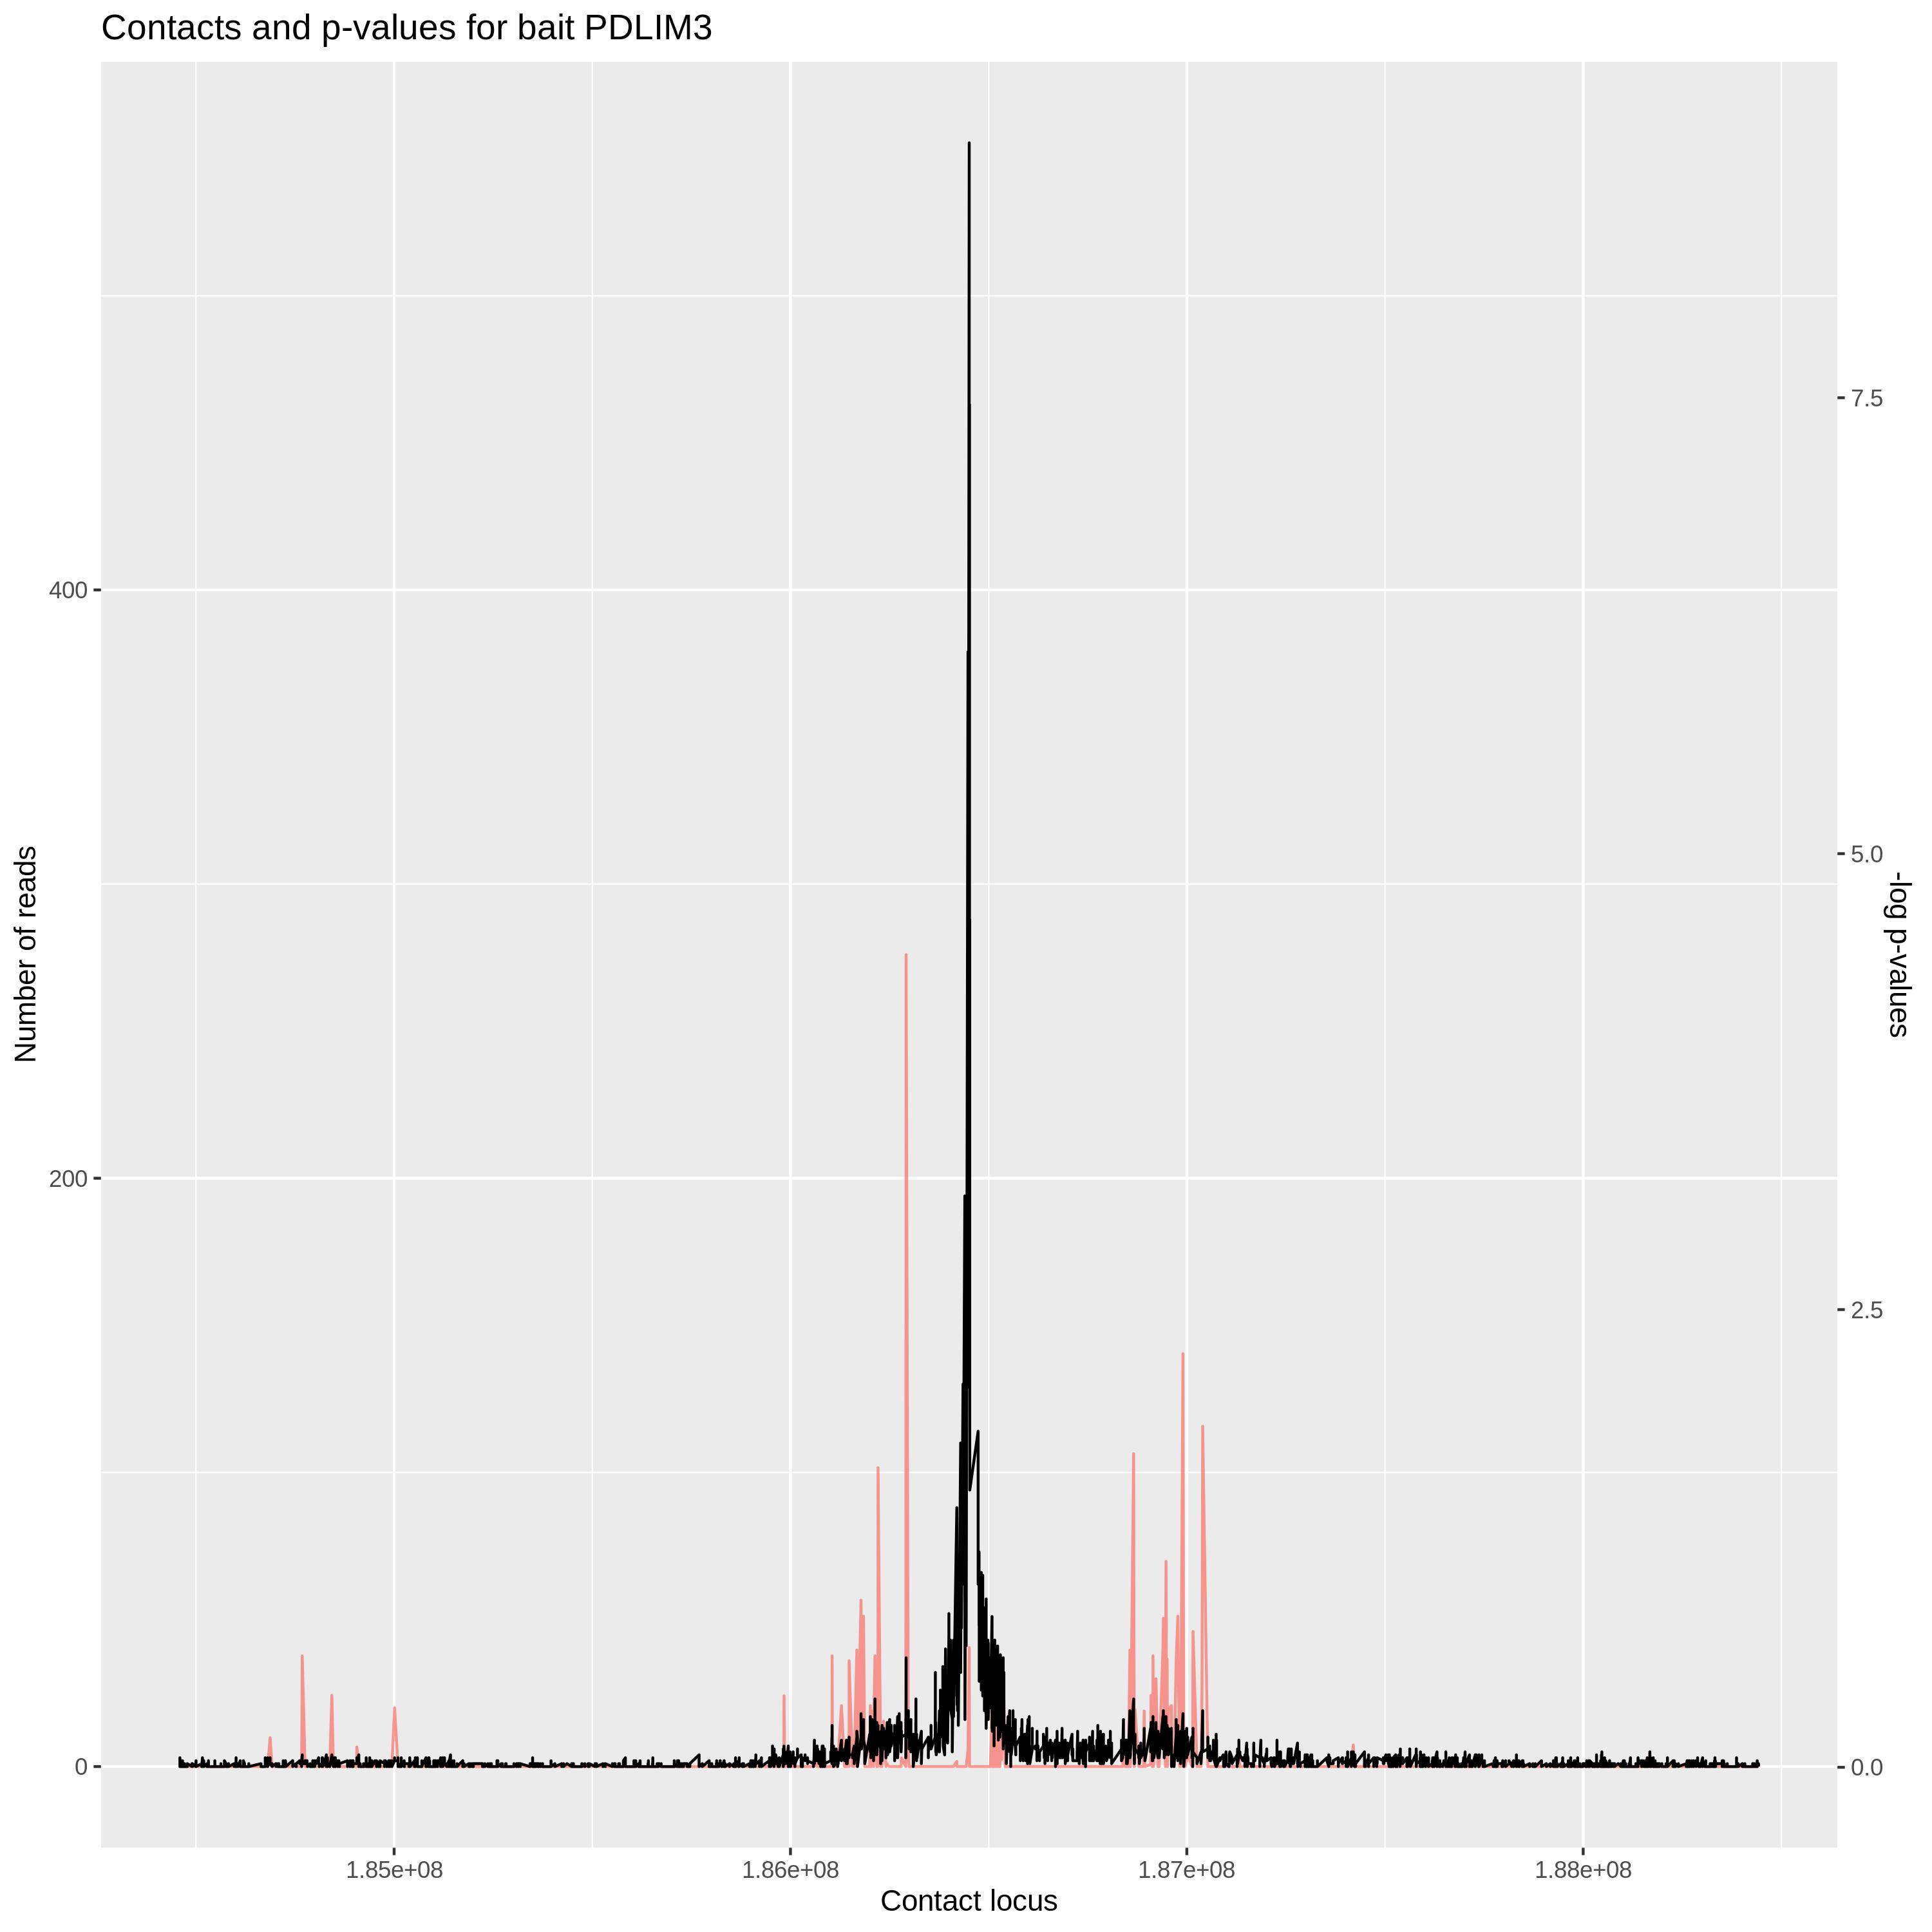 Contacts and p-values for bait PDLIM3
400
200
0
Number of reads
7.5
5.0
2.5
0.0
-log p-values
1.85e+08
1.86e+08
1.87e+08
1.88e+08
Contact locus